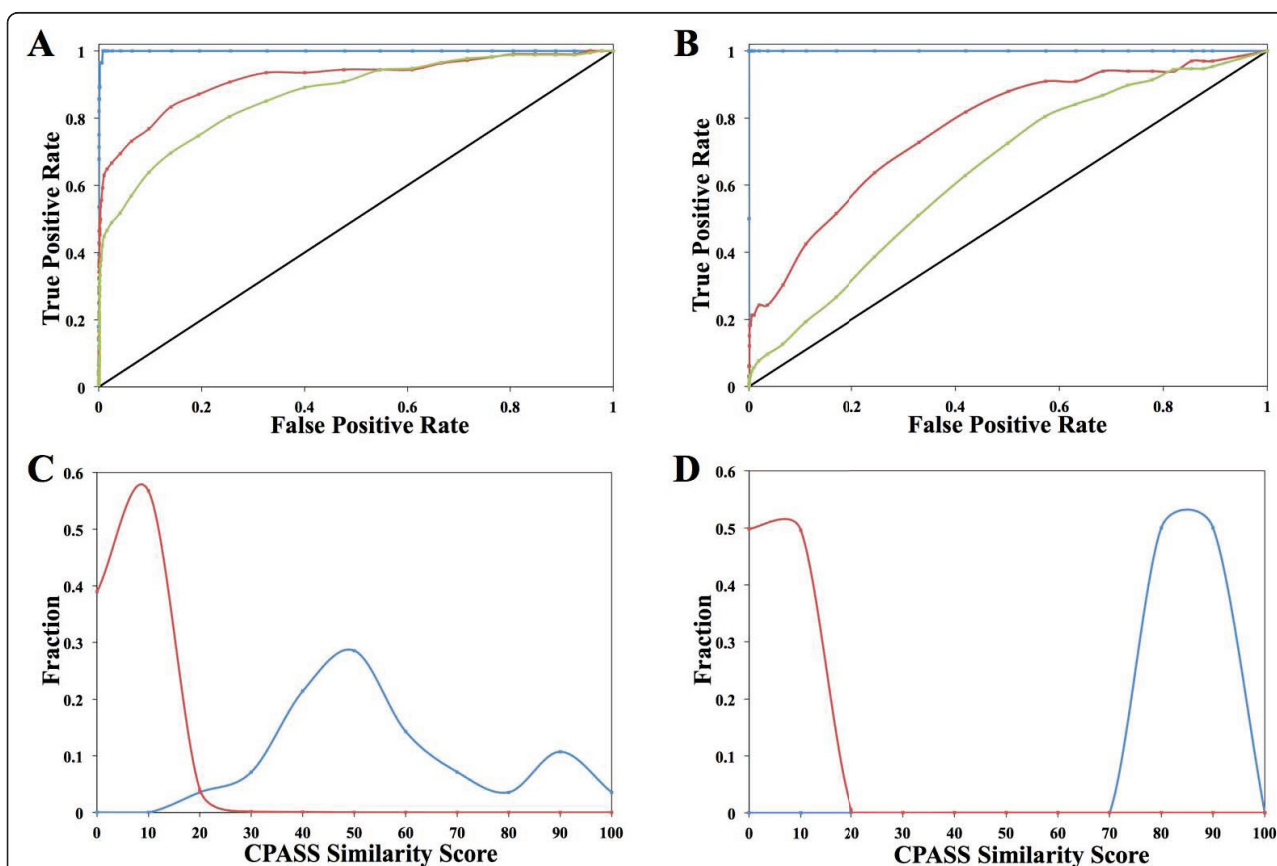 A
True Positive Rate
1
0.8
0.6
0.4
0.2
0
0 0.2 0.4 0.6 0.8 1
False Positive Rate
B
True Positive Rate
1
0.8
0.6
0.4
0.2
0
0 0.2 0.4 0.6 0.8 1
False Positive Rate
C
Fraction
0.6
0.5
0.4
0.3
0.2
0.1
0
0 10 20 30 40 50 60 70 80 90 100
CPASS Similarity Score
D
Fraction
0.6
0.5
0.4
0.3
0.2
0.1
0
0 10 20 30 40 50 60 70 80 90 100
CPASS Similarity Score